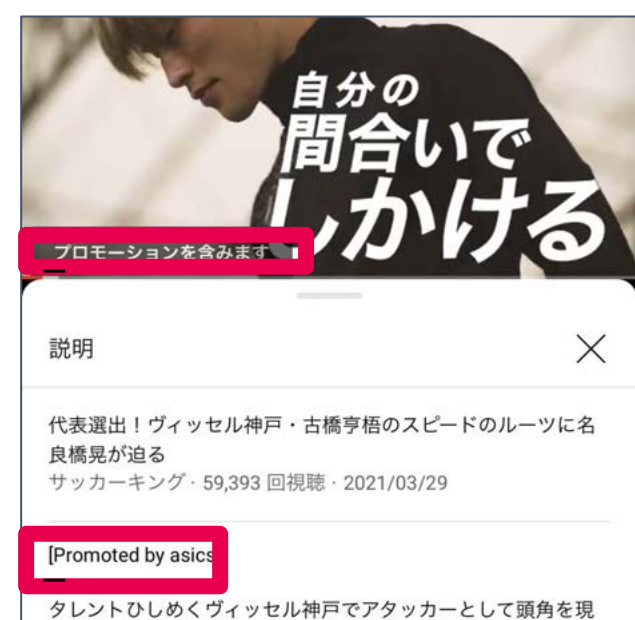 自分の
間合いで
しかける
プロモーションを含みます
説明
代表選出！ヴィッセル神戸・古橋亨梧のスピードのルーツに名
良橋晃が迫る
サッカーキング · 59,393 回視聴 · 2021/03/29
[Promoted by asics
タレントひしめくヴィッセル神戸でアタッカーとして頭角を現